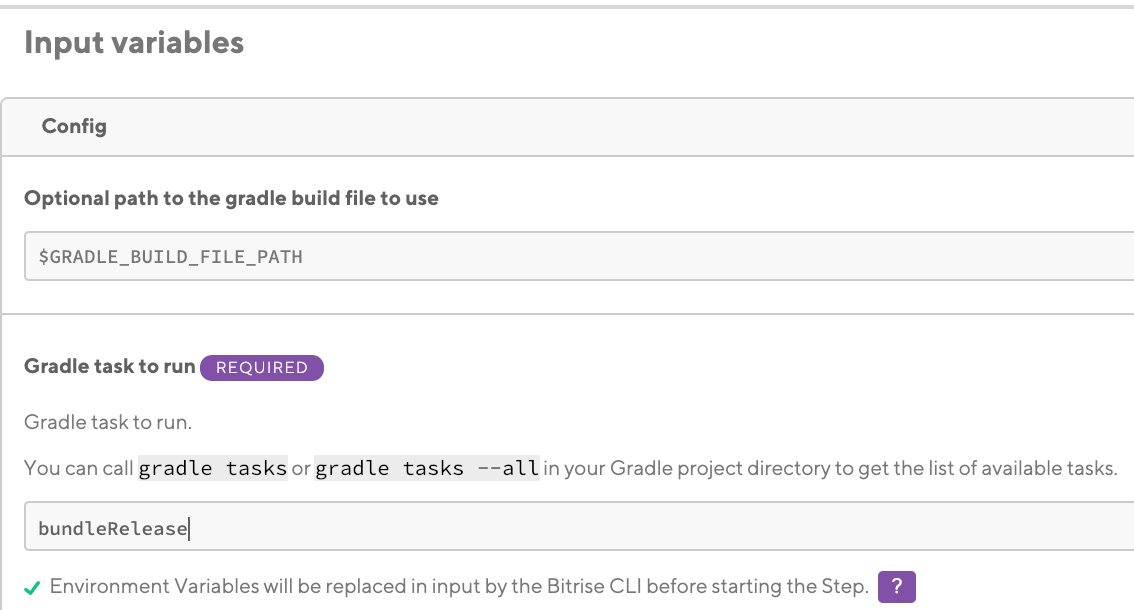 Input variables
Config
Optional path to the gradle build file to use
$GRADLE_BUILD_FILE_PATH
Gradle task to run REQUIRED
Gradle task to run.
You can call gradle tasks or gradle tasks --all in your Gradle project directory to get the list of available tasks.
bundleRelease
Environment Variables will be replaced in input by the Bitrise CLI before starting the Step. ?